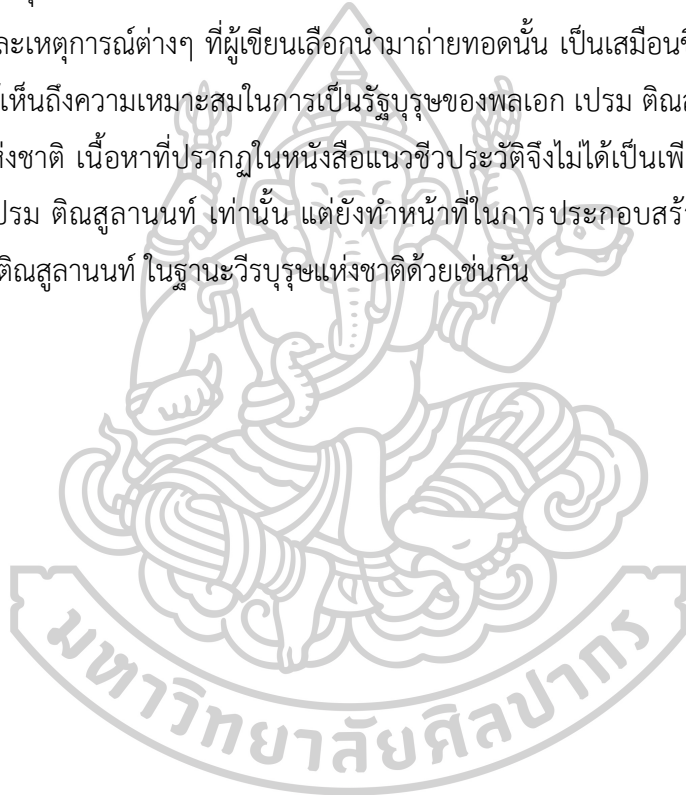 ละเหตุการณ์ต่างๆ ที่ผู้เขียนเลือกนำมาถ่ายทอดนั้น เป็นเสมือน
เห็นถึงความเหมาะสมในการเป็นรัฐบุรุษของพลเอก เปรม
ห่งชาติ เนื้อหาที่ปรากฏในหนังสือแนวชีวประวัติจึงไม่ได้เป็น
ปรม ติณสูลานนท์ เท่านั้น แต่ยังทำหน้าที่ในการประกอบ
ติณสูลานนท์ ในฐานะวีรบุรุษแห่งชาติด้วยเช่นกัน
มหาวิทยาลัยศิลปากร